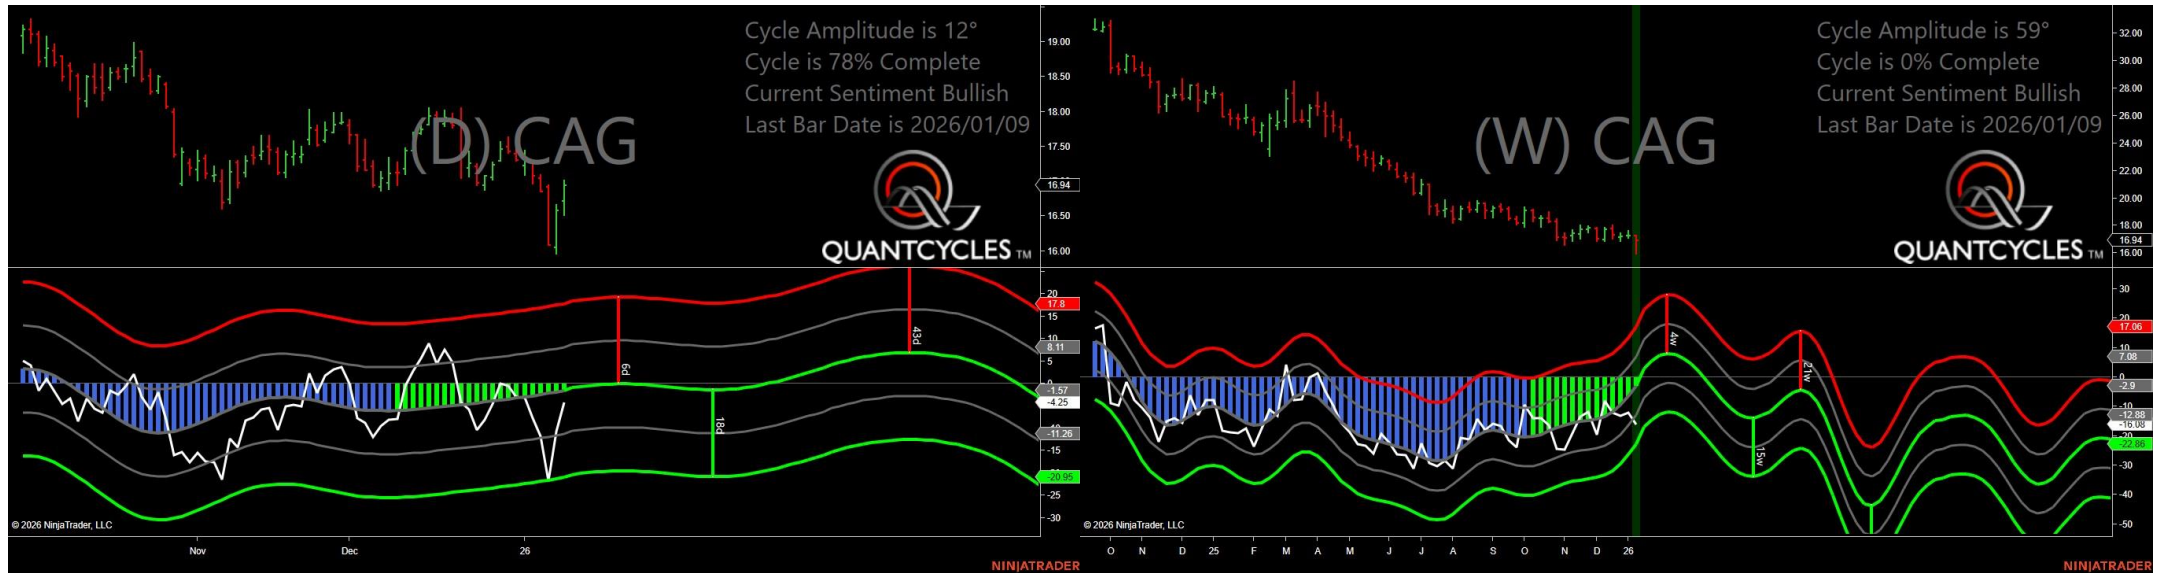 Cycle Amplitude is 12°
Cycle is 78% Complete
Current Sentiment Bullish
Last Bar Date is 2026/01/09
(D) CAG
QUANTCYCLES TM
19.00
18.50
18.00
17.50
16.94
16.50
16.00
20
17.8
15
8.11
5
0
-1.57
-4.25
-11.26
-15
-20.95
-25
-30
6d
18d
43d
© 2026 NinjaTrader, LLC
Nov
Dec
26
NINJATRADER
Cycle Amplitude is 59°
Cycle is 0% Complete
Current Sentiment Bullish
Last Bar Date is 2026/01/09
(W) CAG
QUANTCYCLES TM
32.00
30.00
28.00
26.00
24.00
22.00
20.00
18.00
16.94
16.00
30
17.06
10
7.08
0
-2.9
-10
-12.88
-16.08
-22.86
-30
-40
-50
4w
15w
21w
© 2026 NinjaTrader, LLC
O N D 25 F M A M J J A S O N D 26
NINJATRADER